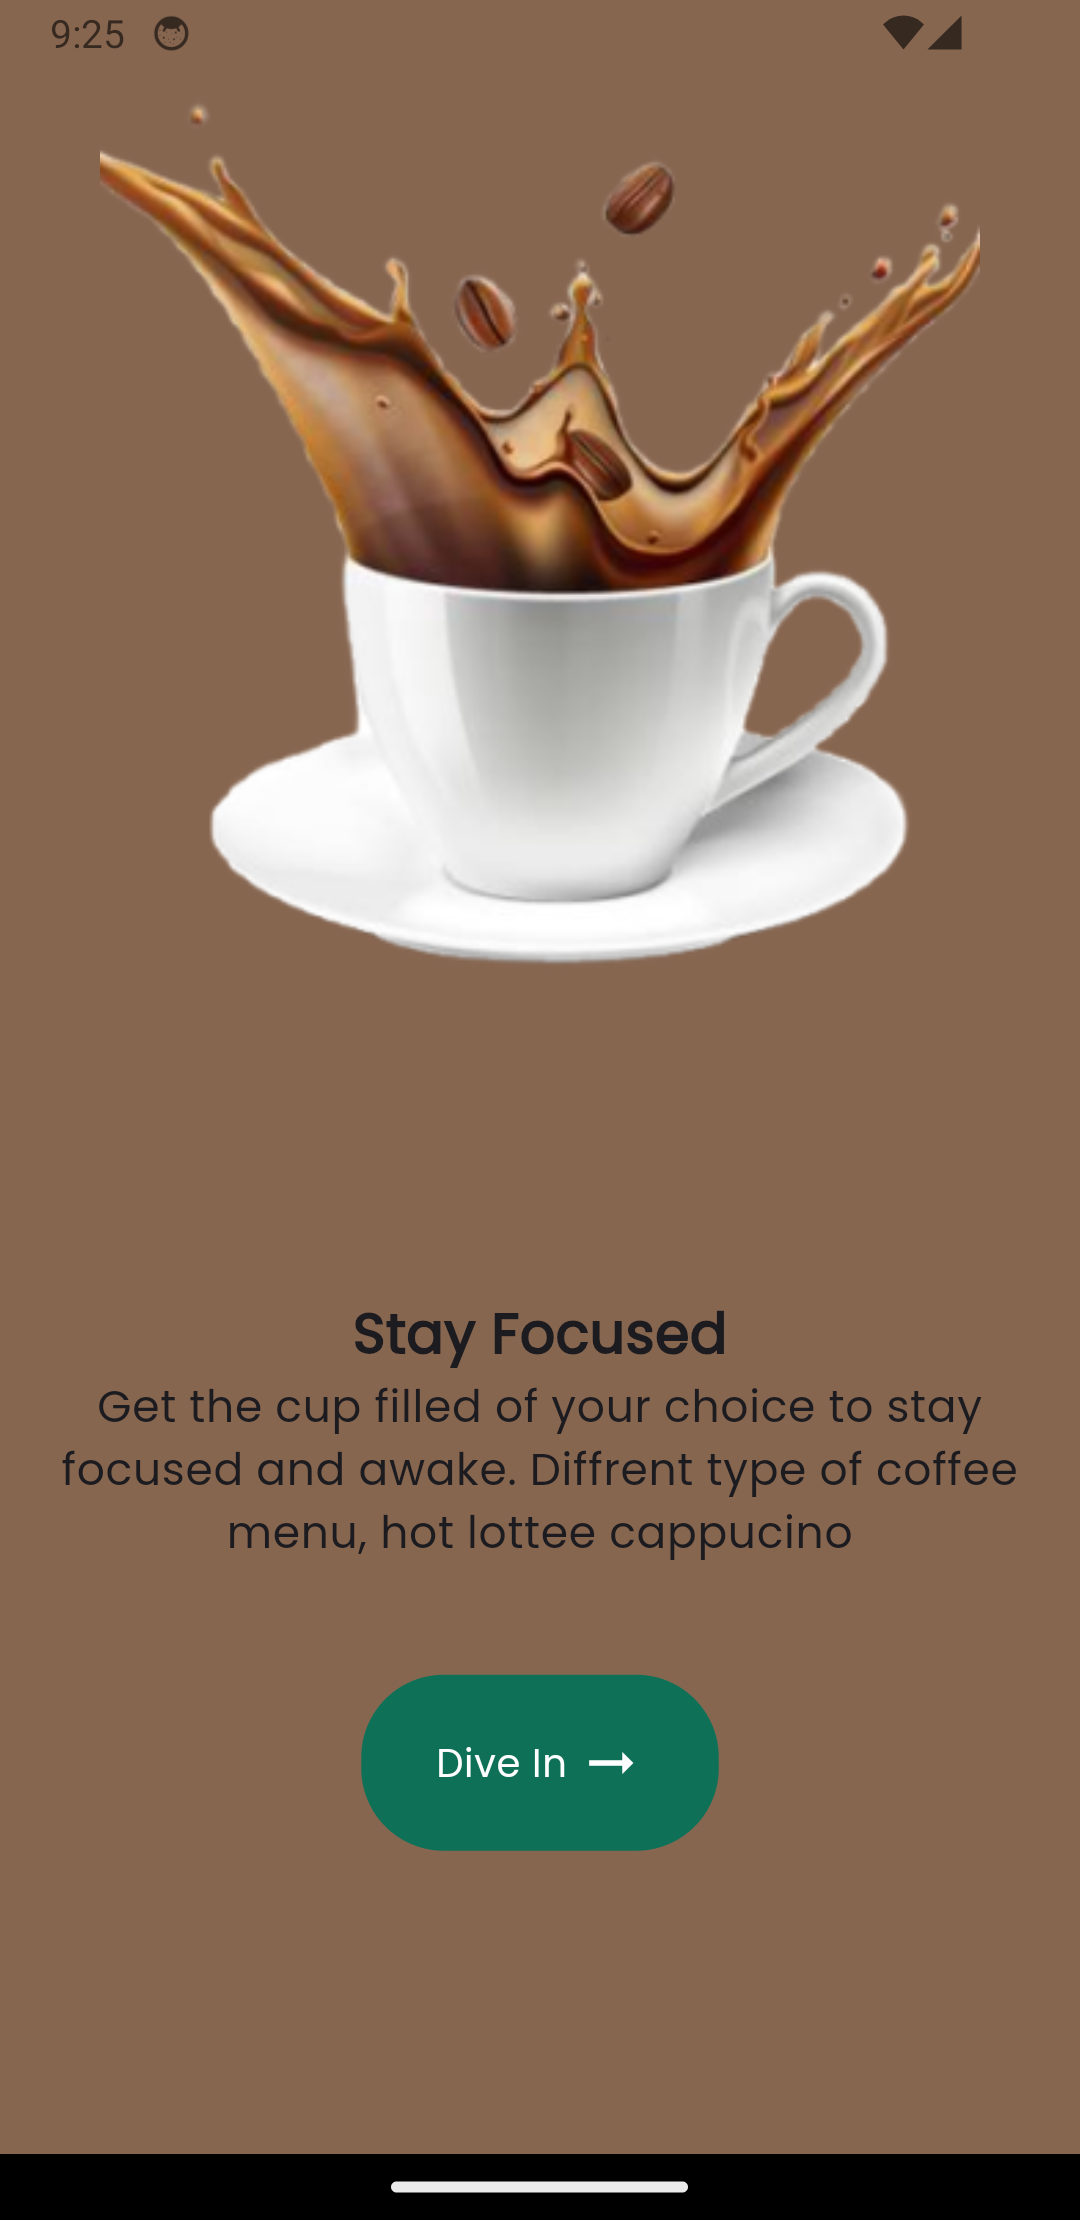 9:25
Stay Focused
Get the cup filled of your choice to stay
focused and awake. Diffrent type of coffee
menu, hot lottee cappucino
Dive In